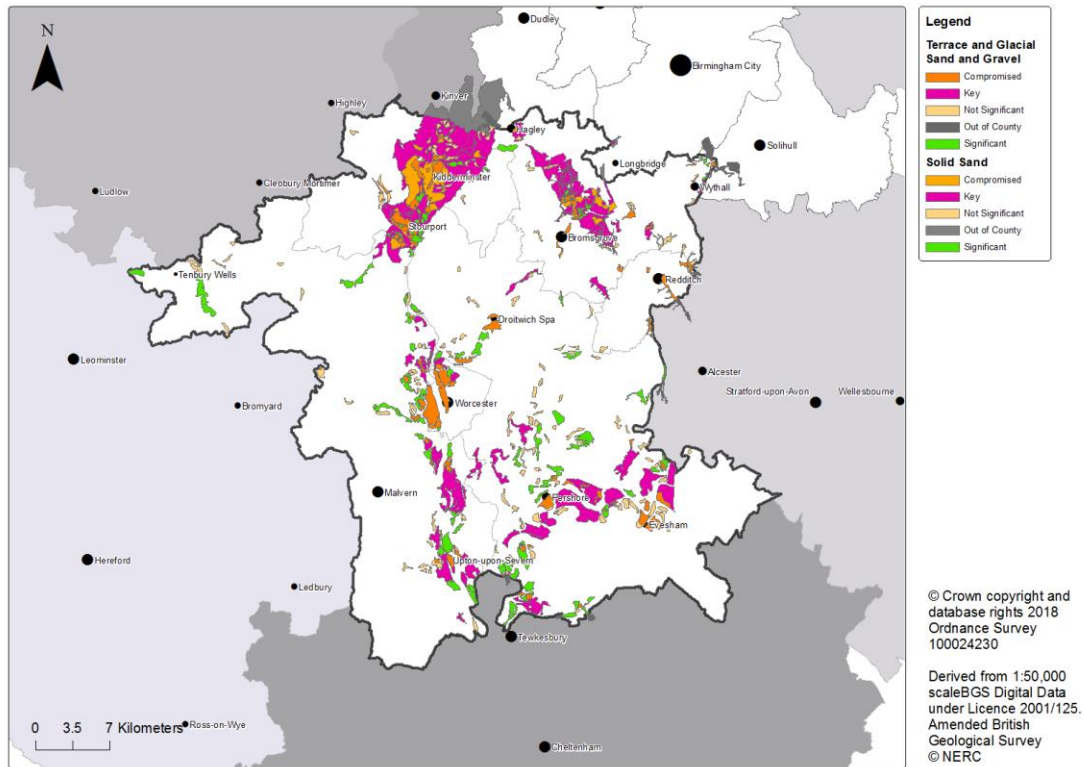 N
Dudley
Birmingham City
Kinver
Highley
Hagley
Solihull
Longbridge
Wythall
Ludlow
Cleobury Mortimer
Kidderminster
Stourport
Bromsgrove
Tenbury Wells
Redditch
Droitwich Spa
Leominster
Alcester
Stratford-upon-Avon
Wellesbourne
Bromyard
Worcester
Malvern
Pershore
Evesham
Hereford
Ledbury
Upton-upon-Severn
Tewkesbury
Ross-on-Wye
Cheltenham
0 3.5 7 Kilometers
Legend
Terrace and Glacial
Sand and Gravel
Compromised
Key
Not Significant
Out of County
Significant
Solid Sand
Compromised
Key
Not Significant
Out of County
Significant
© Crown copyright and
database rights 2018
Ordnance Survey
100024230
Derived from 1:50,000
scaleBGS Digital Data
under Licence 2001/125.
Amended British
Geological Survey
© NERC